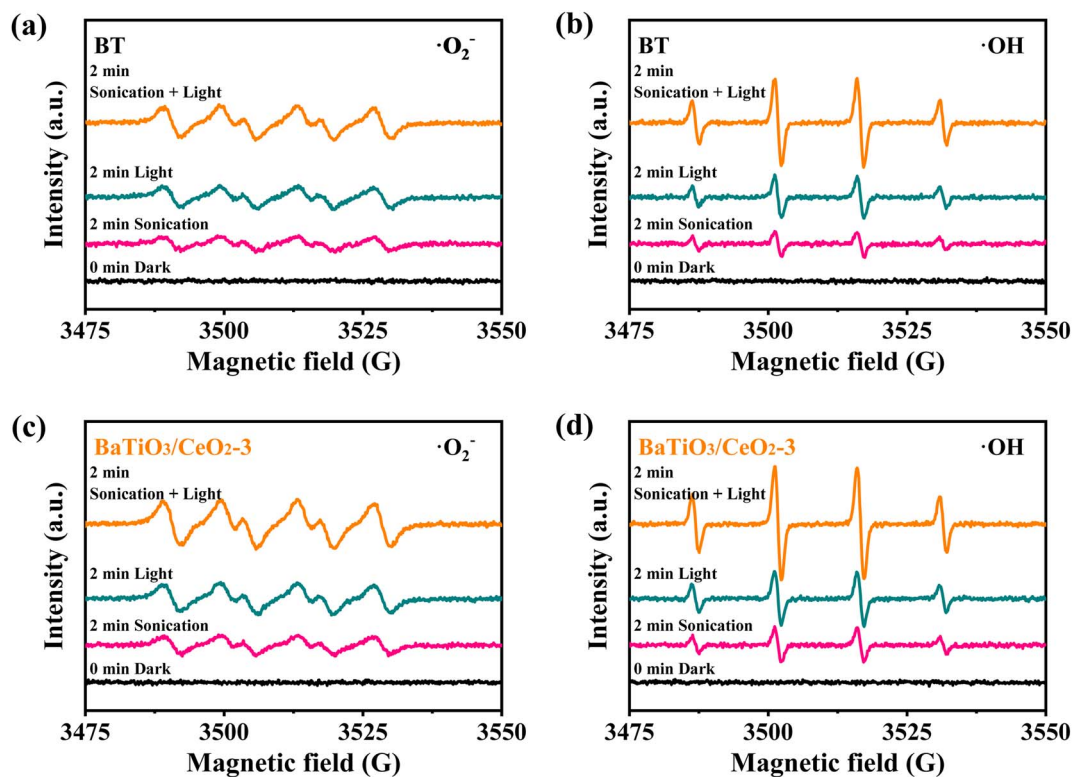 (a)
BT
·O₂⁻
2 min
Sonication + Light
2 min Light
2 min Sonication
0 min Dark
Intensity (a.u.)
3475 3500 3525 3550
Magnetic field (G)
(b)
BT
·OH
2 min
Sonication + Light
2 min Light
2 min Sonication
0 min Dark
Intensity (a.u.)
3475 3500 3525 3550
Magnetic field (G)
(c)
BaTiO₃/CeO₂-3
·O₂⁻
2 min
Sonication + Light
2 min Light
2 min Sonication
0 min Dark
Intensity (a.u.)
3475 3500 3525 3550
Magnetic field (G)
(d)
BaTiO₃/CeO₂-3
·OH
2 min
Sonication + Light
2 min Light
2 min Sonication
0 min Dark
Intensity (a.u.)
3475 3500 3525 3550
Magnetic field (G)